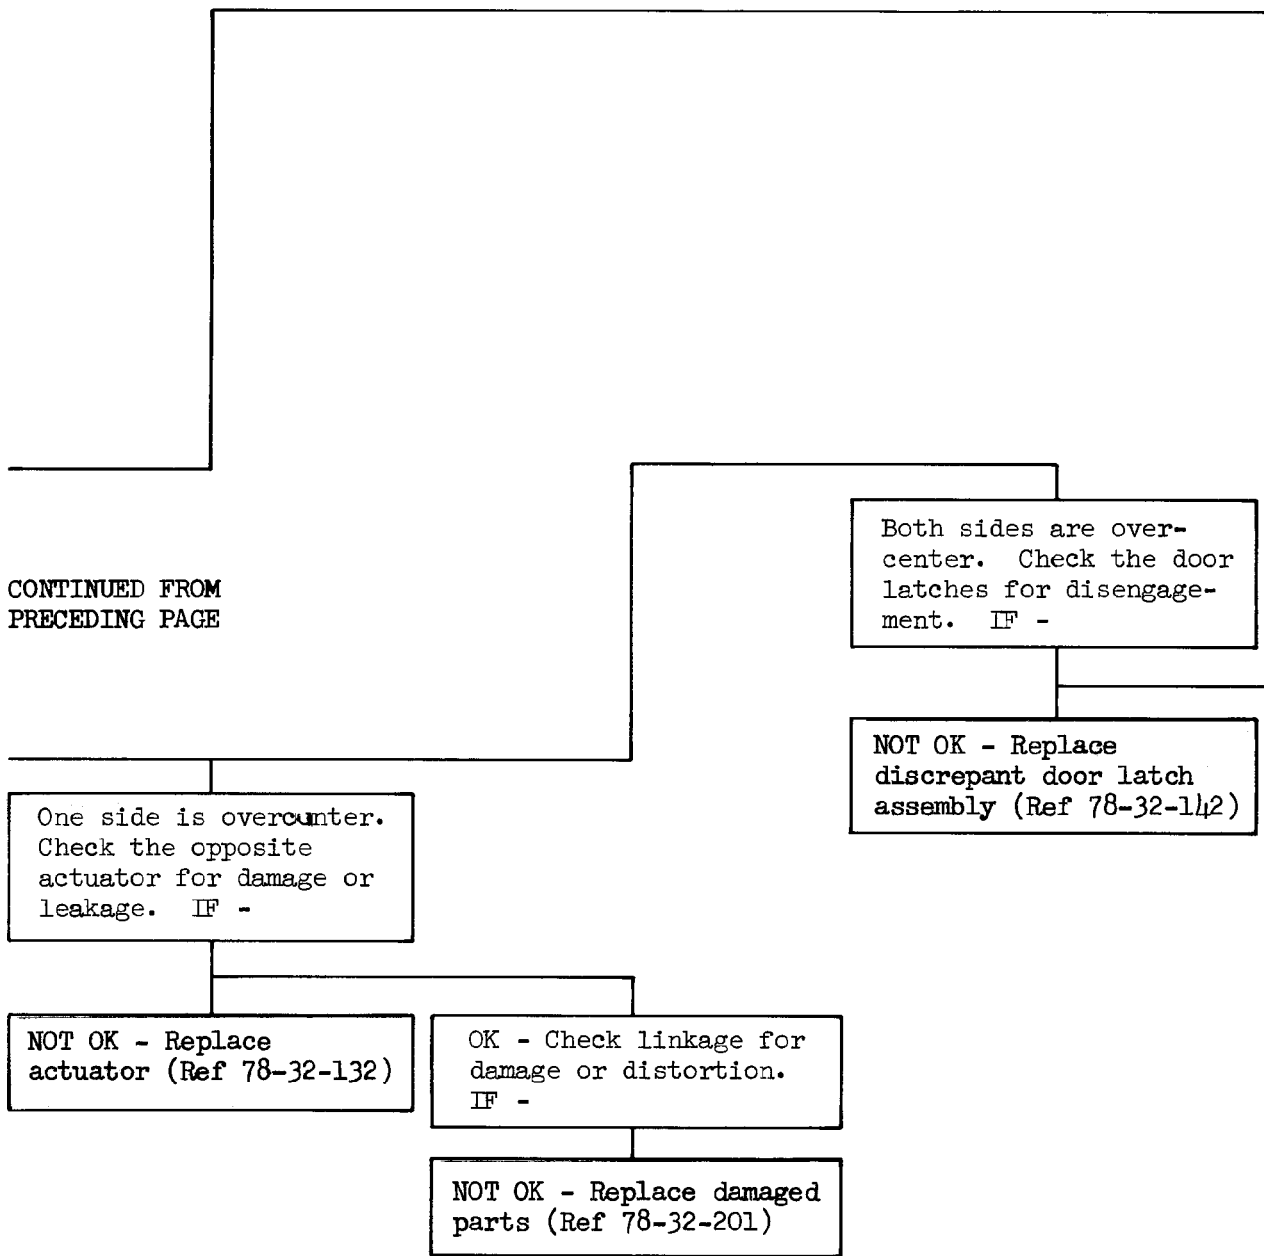 CONTINUED FROM
PRECEDING PAGE
Both sides are over-
center. Check the door
latches for disengage-
ment. IF -
NOT OK - Replace
discrepant door latch
assembly (Ref 78-32-142)
One side is overcunter.
Check the opposite
actuator for damage or
leakage. IF -
NOT OK - Replace
actuator (Ref 78-32-132)
OK - Check linkage for
damage or distortion.
IF -
NOT OK - Replace damaged
parts (Ref 78-32-201)